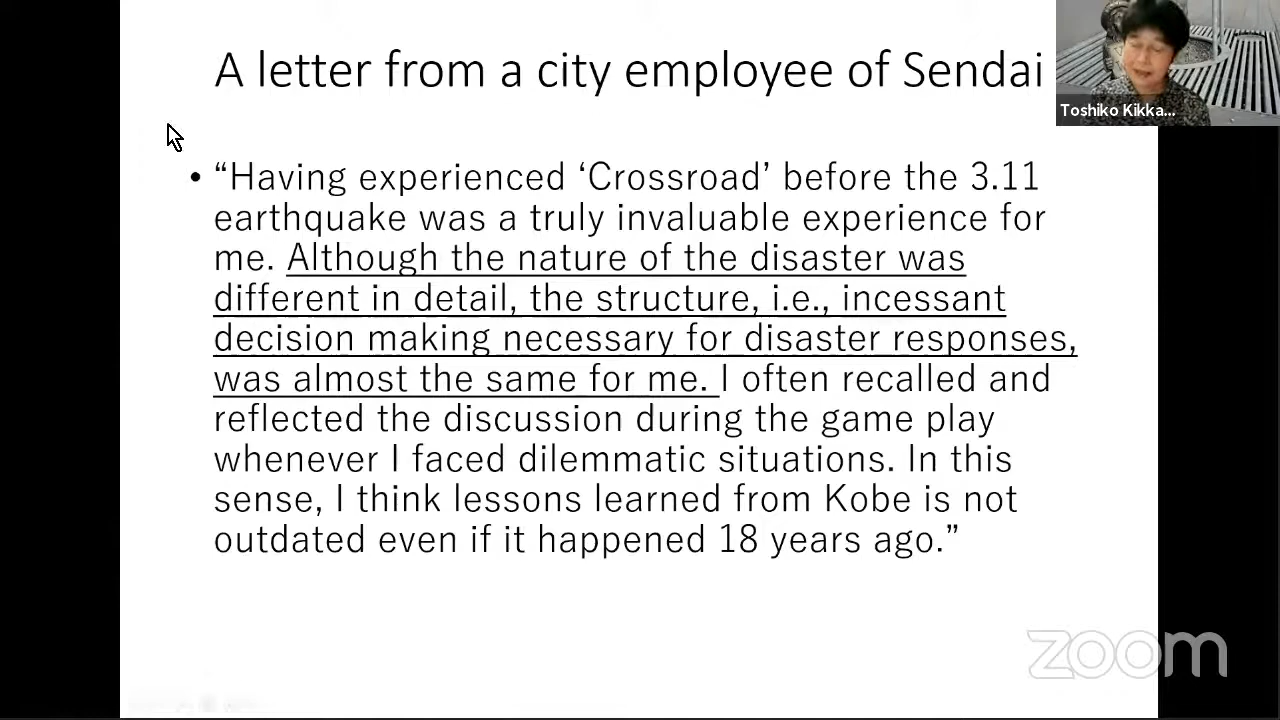 A letter from a city employee of Sendai
Toshiko Kikka...
• “Having experienced ‘Crossroad’ before the 3.11
earthquake was a truly invaluable experience for
me. Although the nature of the disaster was
different in detail, the structure, i.e., incessant
decision making necessary for disaster responses,
was almost the same for me. I often recalled and
reflected the discussion during the game play
whenever I faced dilemmatic situations. In this
sense, I think lessons learned from Kobe is not
outdated even if it happened 18 years ago.”
zoom